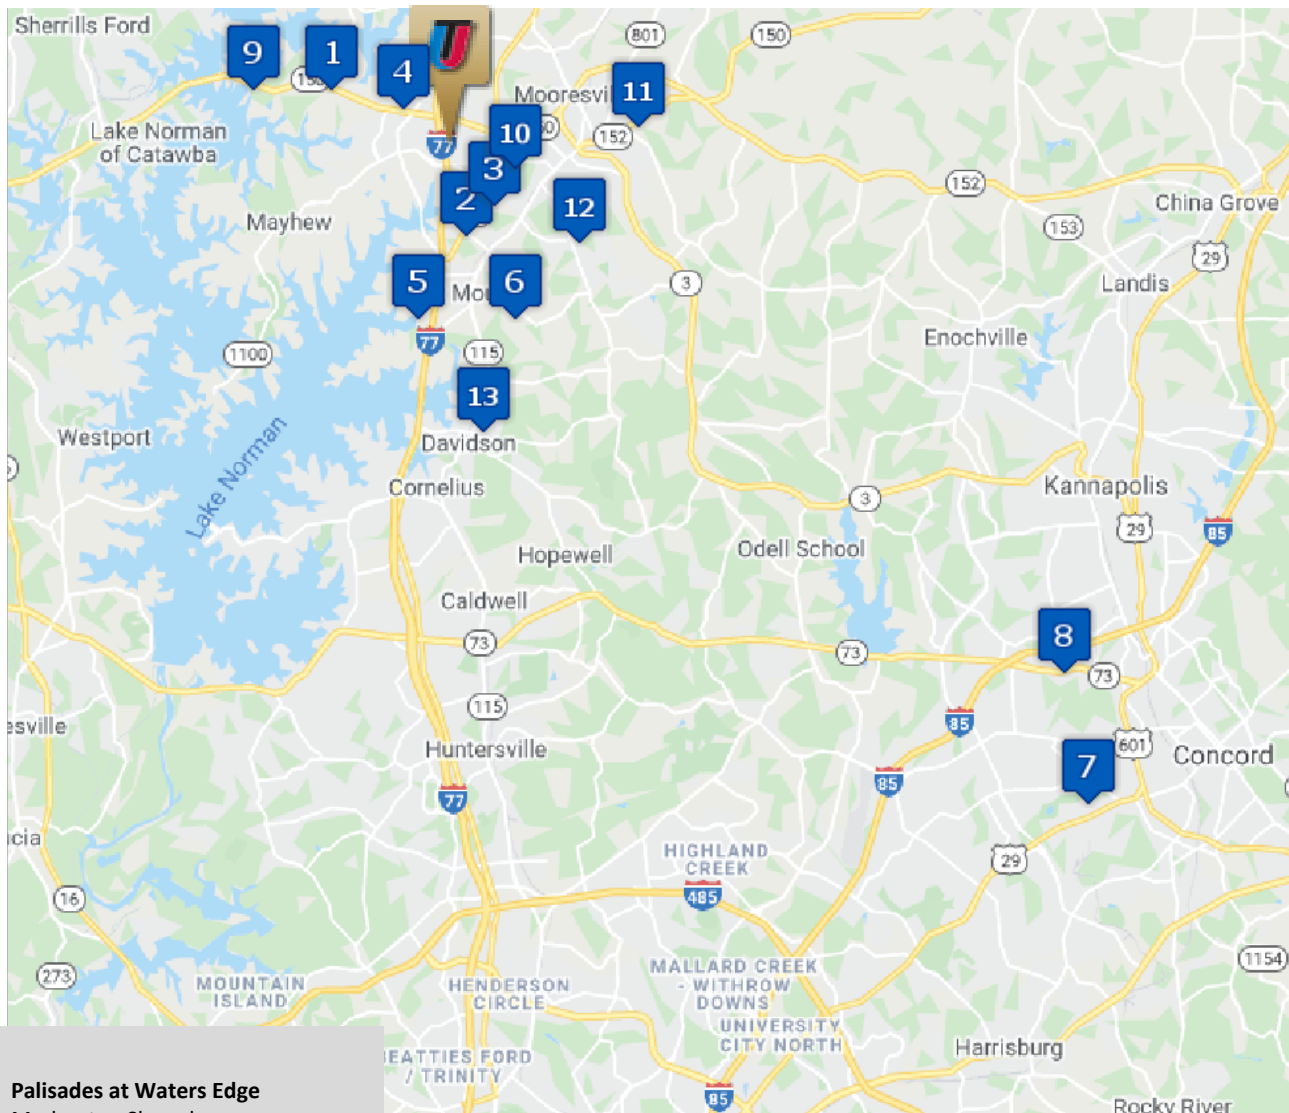 Sherrills Ford
9
1
4
TJ
801
150
Mooresvi
11
10
152
Lake Norman
of Catawba
77
3
2
12
152
China Grove
153
Mayhew
29
5
6
3
Landis
Mou
77
Enochville
1100
115
13
Westport
Davidson
Lake Norman
Cornelius
Kannapolis
3
29
85
Hopewell
Odell School
Caldwell
8
73
73
73
115
85
esville
Huntersville
601
Concord
7
85
77
cia
HIGHLAND
CREEK
29
485
16
1154
273
MOUNTAIN
ISLAND
HENDERSON
CIRCLE
MALLARD CREEK
- WITHROW
DOWNS
UNIVERSITY
CITY NORTH
Harrisburg
EATTIES FORD
/ TRINITY
85
Rocky River
Palisades at Waters Edge